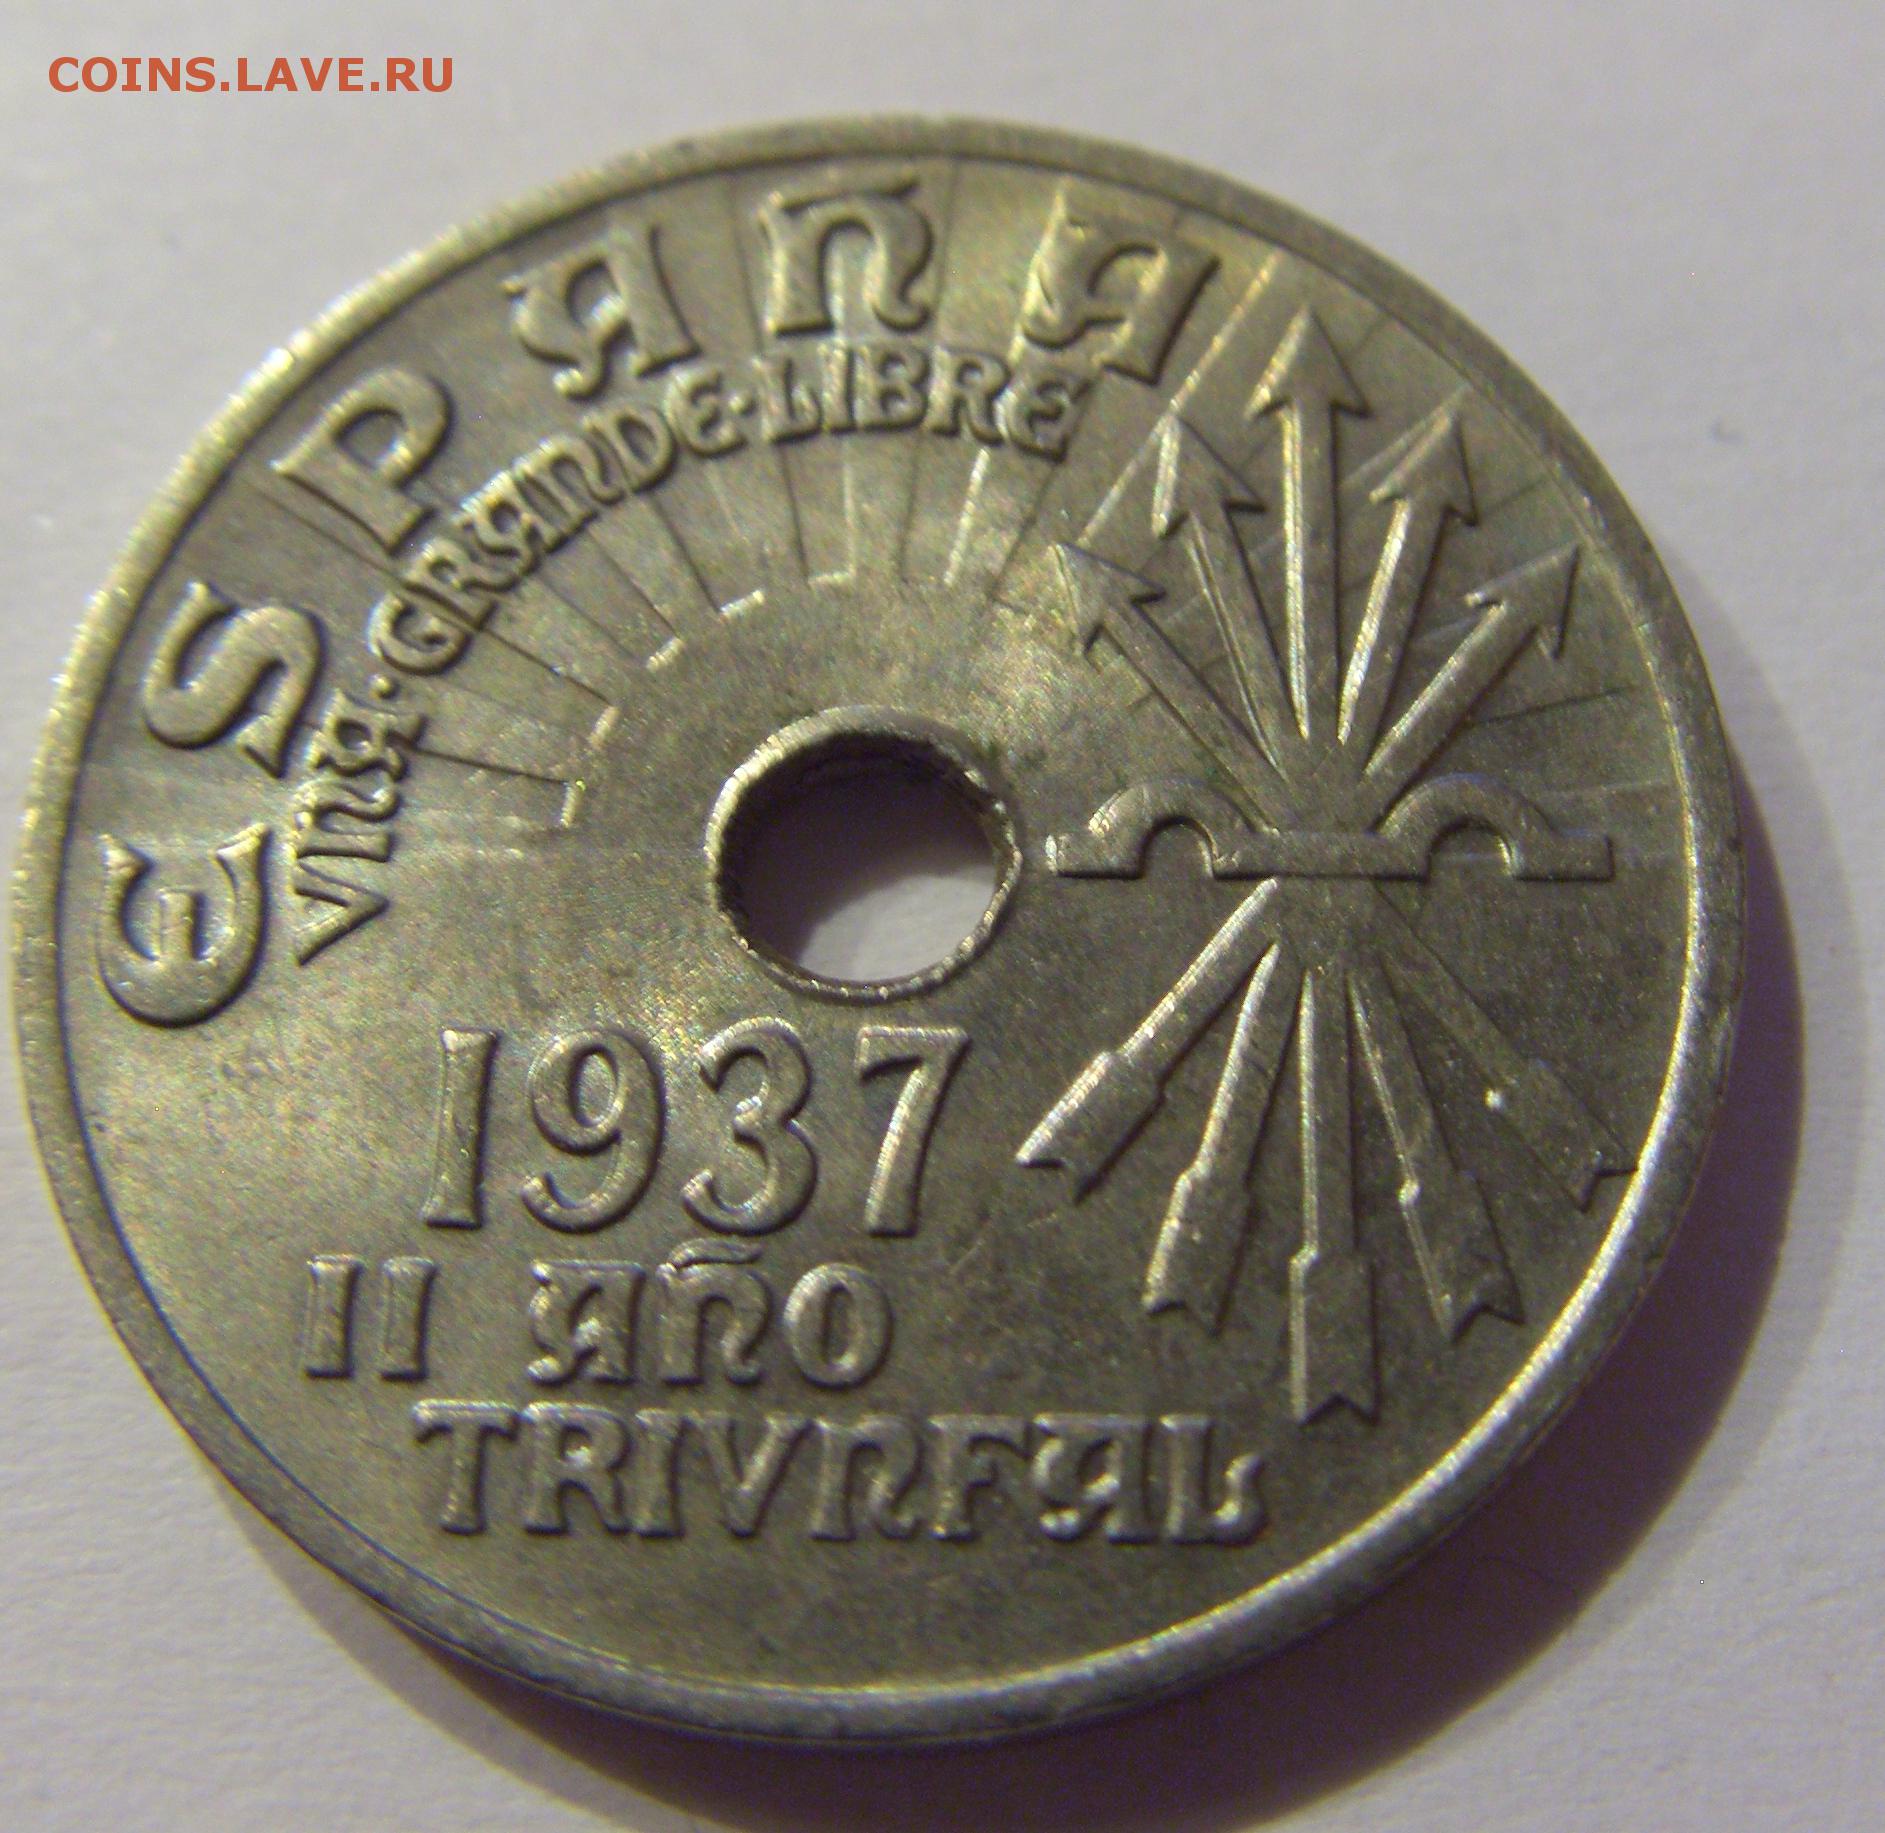 COINS.LAVE.RU
ESPAÑA
VNA·GRANDE·LIBRE
1937
II AÑO
TRIVNFAL